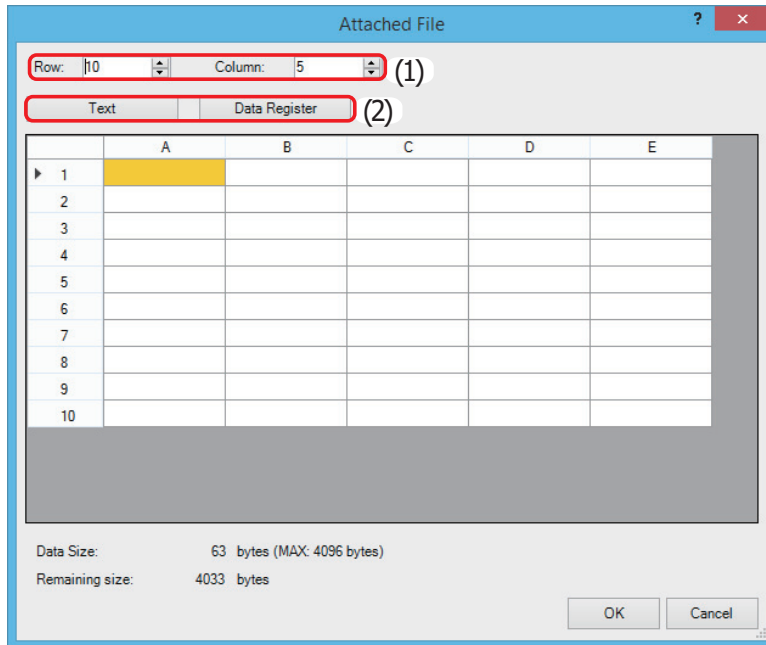 Attached File ? ×
Row: 10 Column: 5 (1)
Text Data Register (2)
A B C D E
1
2
3
4
5
6
7
8
9
10
Data Size: 63 bytes (MAX: 4096 bytes)
Remaining size: 4033 bytes
OK Cancel